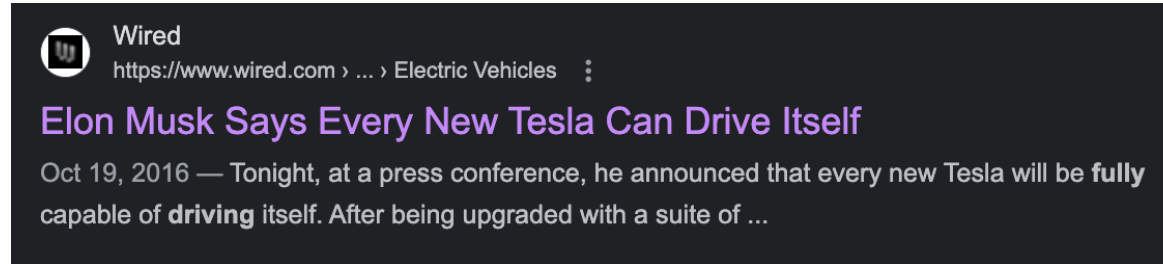 Wired
https://www.wired.com › ... › Electric Vehicles
Elon Musk Says Every New Tesla Can Drive Itself
Oct 19, 2016 — Tonight, at a press conference, he announced that every new Tesla will be fully
capable of driving itself. After being upgraded with a suite of ...